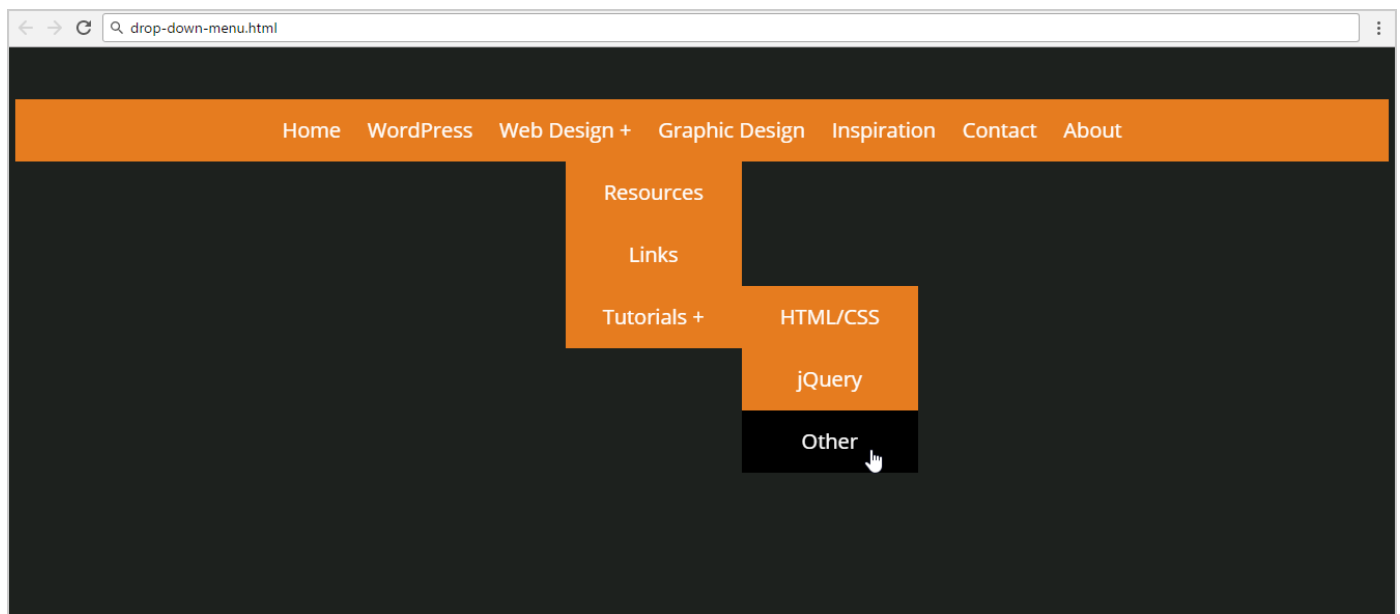 drop-down-menu.html
Home WordPress Web Design + Graphic Design Inspiration Contact About
Resources
Links
Tutorials + HTML/CSS
jQuery
Other